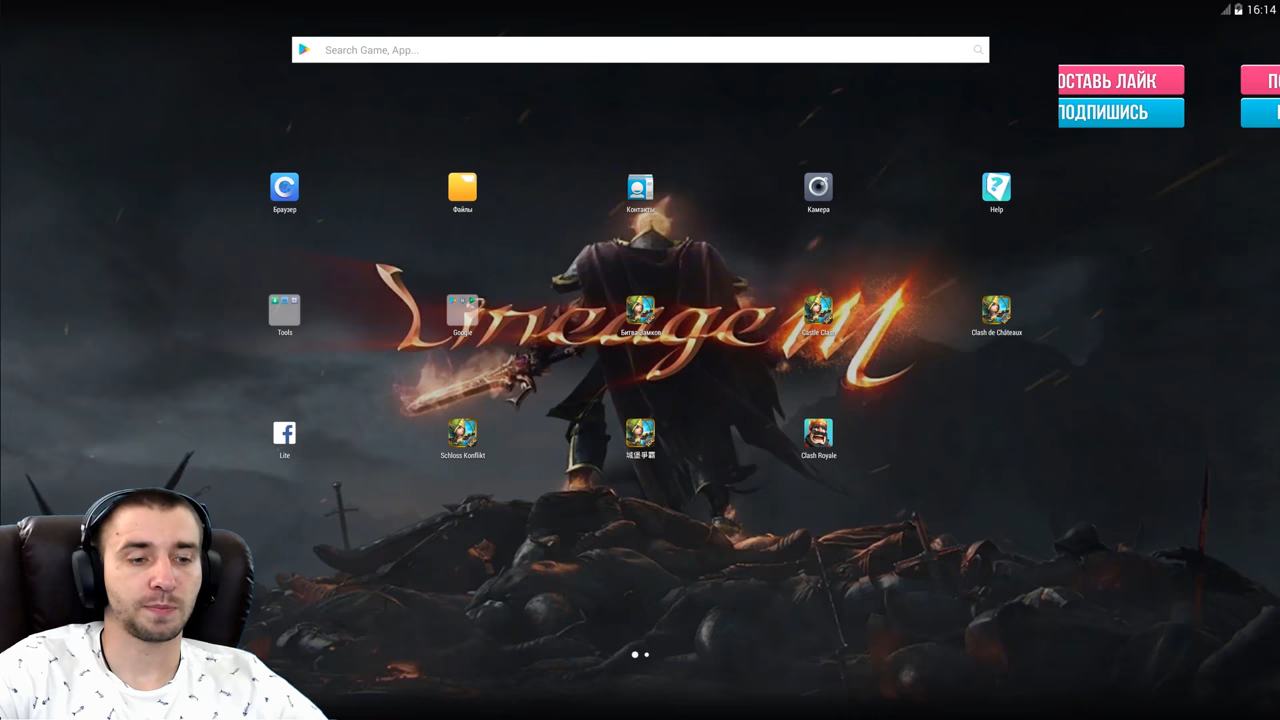 16:14
Search Game, App...
ОСТАВЬ ЛАЙК
ПОДПИШИСЬ
Браузер
Файлы
Контакты
Камера
Help
LineageM
Tools
Google
Битва Замков
Castle Clash
Clash de Châteaux
Lite
Schloss Konflikt
城堡爭霸
Clash Royale